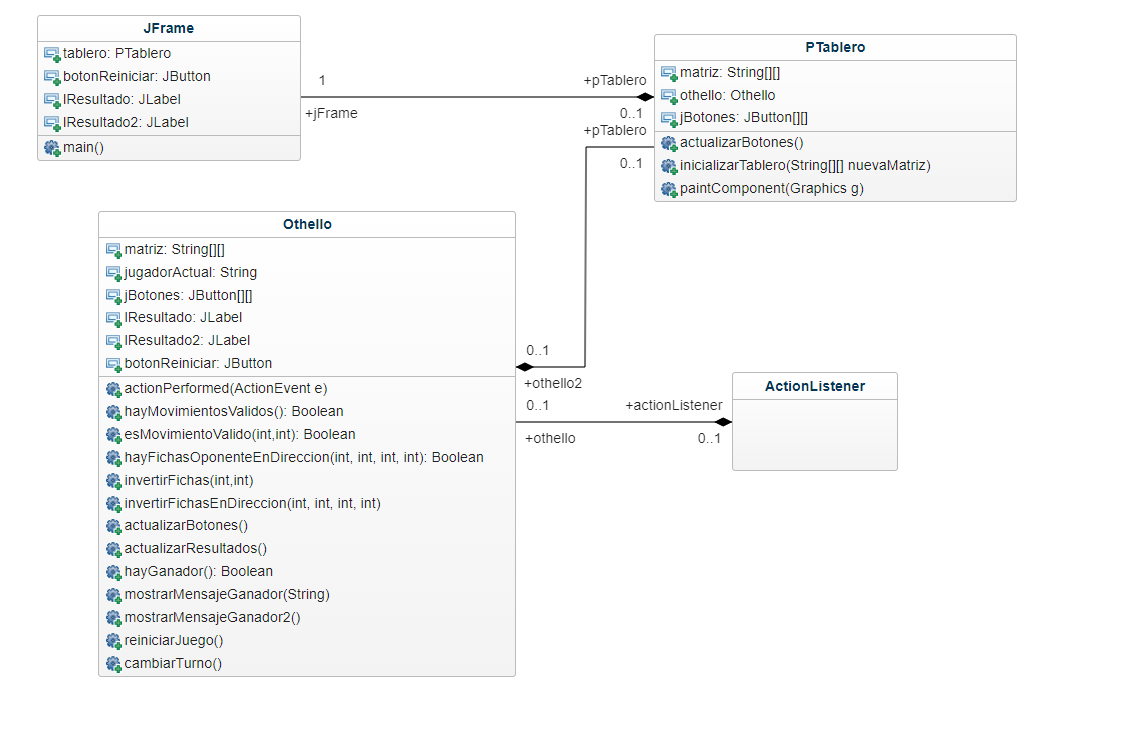 JFrame
tablero: PTablero
botonReiniciar: JButton
lResultado: JLabel
lResultado2: JLabel
main()
1
+jFrame
+pTablero
0..1
PTablero
matriz: String[][]
othello: Othello
jBotones: JButton[][]
actualizarBotones()
inicializarTablero(String[][] nuevaMatriz)
paintComponent(Graphics g)
+pTablero
0..1
Othello
matriz: String[][]
jugadorActual: String
jBotones: JButton[][]
lResultado: JLabel
lResultado2: JLabel
botonReiniciar: JButton
actionPerformed(ActionEvent e)
hayMovimientosValidos(): Boolean
esMovimientoValido(int,int): Boolean
hayFichasOponenteEnDireccion(int, int, int, int): Boolean
invertirFichas(int,int)
invertirFichasEnDireccion(int, int, int, int)
actualizarBotones()
actualizarResultados()
hayGanador(): Boolean
mostrarMensajeGanador(String)
mostrarMensajeGanador2()
reiniciarJuego()
cambiarTurno()
0..1
+othello2
0..1
+othello
+actionListener
0..1
ActionListener